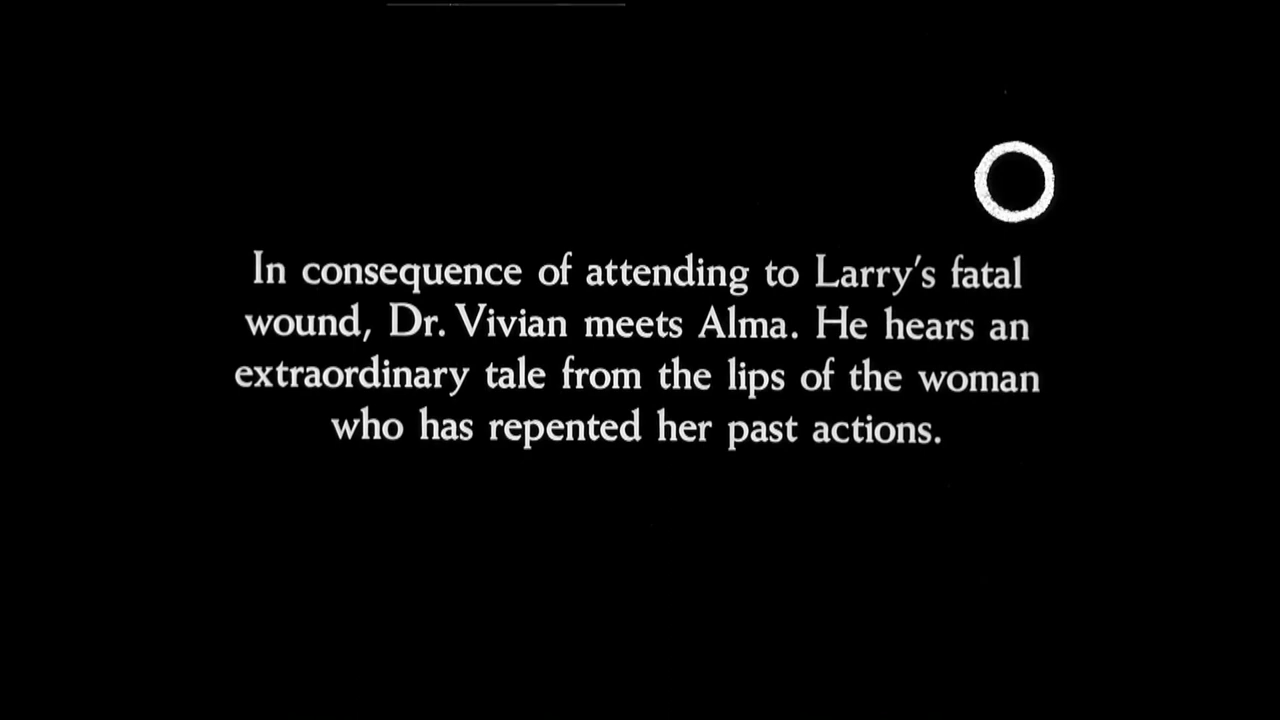 In consequence of attending to Larry's fatal
wound, Dr. Vivian meets Alma. He hears an
extraordinary tale from the lips of the woman
who has repented her past actions.